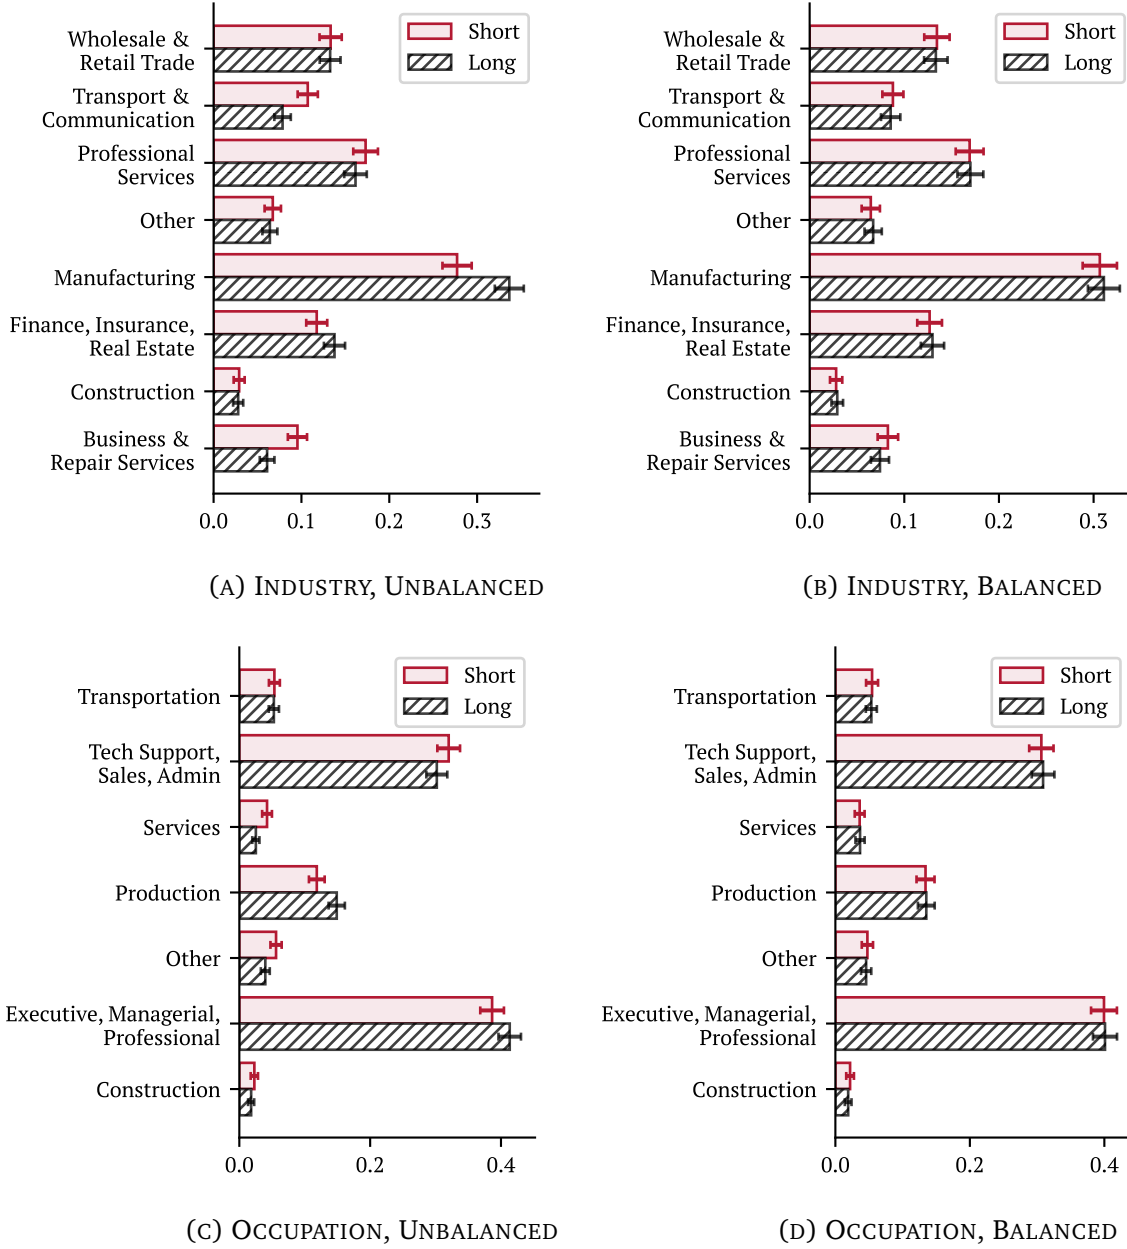 Wholesale &
Retail Trade
Transport &
Communication
Professional
Services
Other
Manufacturing
Finance, Insurance,
Real Estate
Construction
Business &
Repair Services
Short
Long
0.0 0.1 0.2 0.3
(A) INDUSTRY, UNBALANCED
Wholesale &
Retail Trade
Transport &
Communication
Professional
Services
Other
Manufacturing
Finance, Insurance,
Real Estate
Construction
Business &
Repair Services
Short
Long
0.0 0.1 0.2 0.3
(B) INDUSTRY, BALANCED
Transportation
Tech Support,
Sales, Admin
Services
Production
Other
Executive, Managerial,
Professional
Construction
Short
Long
0.0 0.2 0.4
(C) OCCUPATION, UNBALANCED
Transportation
Tech Support,
Sales, Admin
Services
Production
Other
Executive, Managerial,
Professional
Construction
Short
Long
0.0 0.2 0.4
(D) OCCUPATION, BALANCED